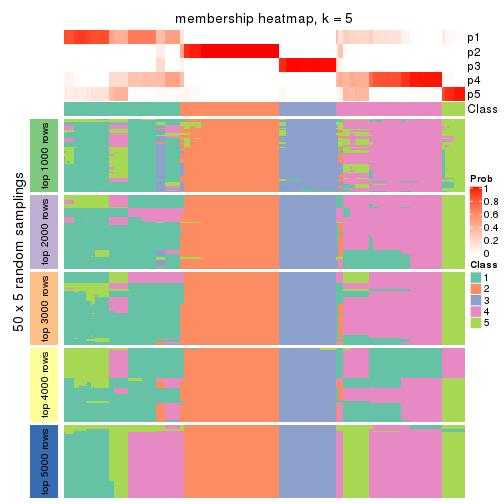 membership heatmap, k = 5
p1
p2
p3
p4
p5
Class
50 x 5 random samplings
top 1000 rows
top 2000 rows
top 3000 rows
top 4000 rows
top 5000 rows
Prob
1
0.8
0.6
0.4
0.2
0
Class
1
2
3
4
5